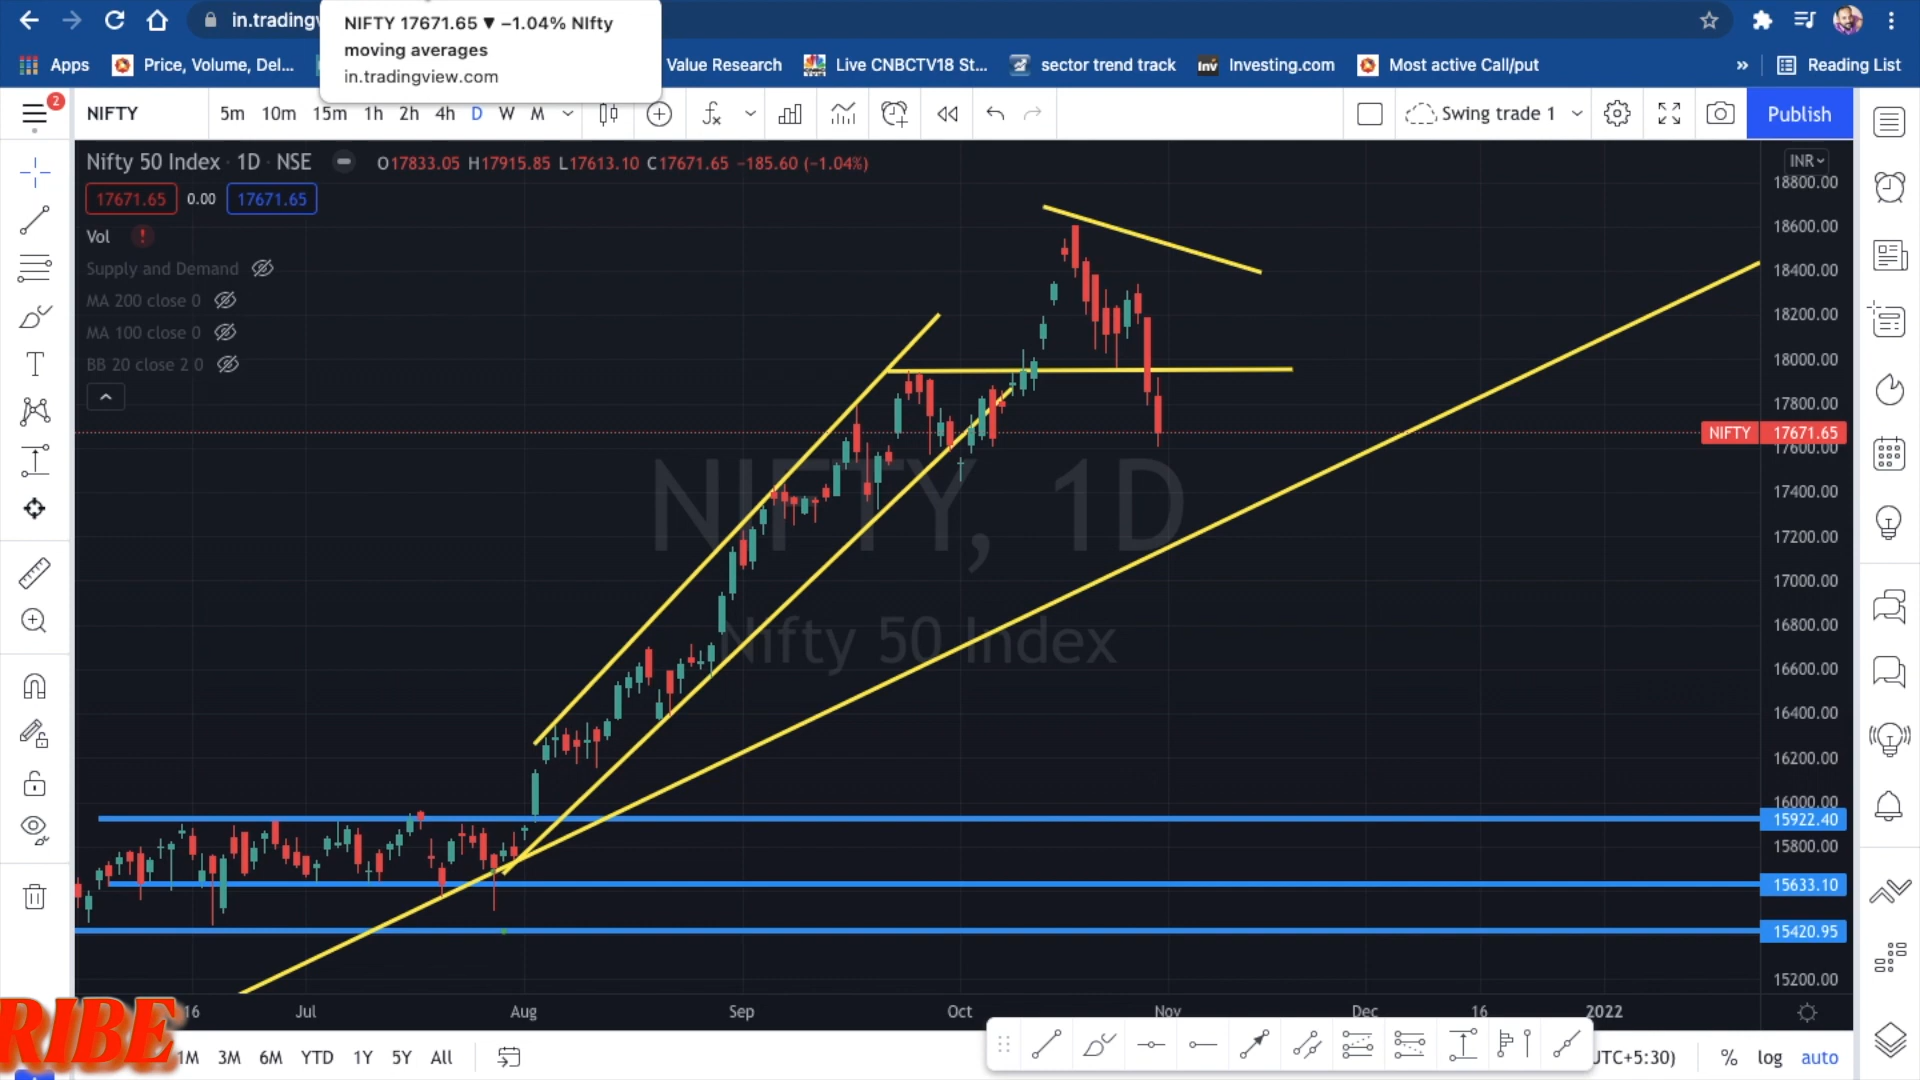 in.tradingv
NIFTY 17671.65 ▼ −1.04% NIfty
moving averages
in.tradingview.com
Apps
Price, Volume, Del...
Value Research
Live CNBCTV18 St...
sector trend track
Inv Investing.com
Most active Call/put
»
Reading List
2
NIFTY
5m 10m 15m 1h 2h 4h D W M
Swing trade 1
Publish
Nifty 50 Index · 1D · NSE
O17833.05 H17915.85 L17613.10 C17671.65 −185.60 (−1.04%)
INR
17671.65 0.00 17671.65
Vol !
Supply and Demand
MA 200 close 0
MA 100 close 0
BB 20 close 2 0
18800.00
18600.00
18400.00
18200.00
18000.00
17800.00
NIFTY 17671.65
17600.00
17400.00
17200.00
17000.00
16800.00
16600.00
16400.00
16200.00
16000.00
15922.40
15800.00
15633.10
15420.95
15200.00
NIFTY, 1D
Nifty 50 Index
16 Jul Aug Sep Oct Nov Dec 16 2022
RIBE
1M 3M 6M YTD 1Y 5Y All
UTC+5:30)
% log auto